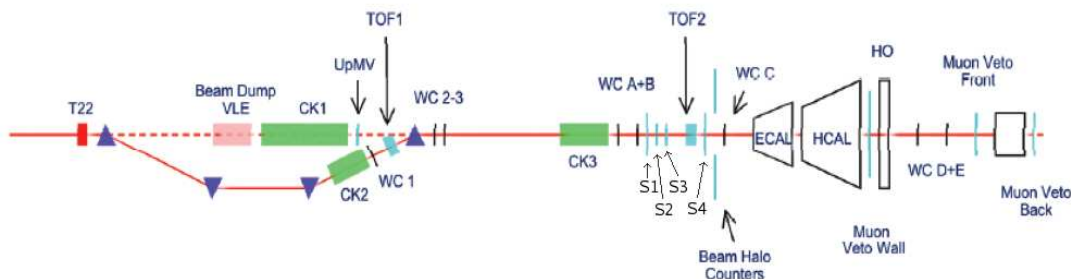 TOF1
TOF2
UpMV
HO
Beam Dump
VLE
CK1
WC 2-3
WC A+B
WC C
Muon Veto
Front
T22
ECAL
HCAL
CK2
WC 1
CK3
S1
S2
S3
S4
WC D+E
Muon Veto
Back
Muon
Veto Wall
Beam Halo
Counters